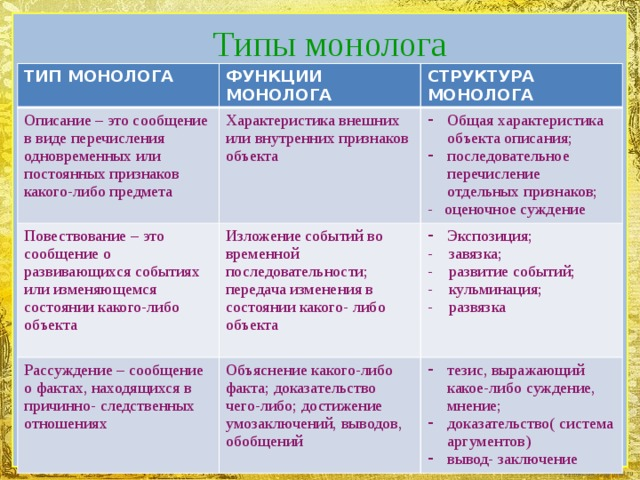 Типы монолога
ТИП МОНОЛОГА
ФУНКЦИИ
МОНОЛОГА
СТРУКТУРА
МОНОЛОГА
Описание – это сообщение
в виде перечисления
одновременных или
постоянных признаков
какого-либо предмета
Характеристика внешних
или внутренних признаков
объекта
- Общая характеристика
объекта описания;
- последовательное
перечисление
отдельных признаков;
- оценочное суждение
Повествование – это
сообщение о
развивающихся событиях
или изменяющемся
состоянии какого-либо
объекта
Изложение событий во
временной
последовательности;
передача изменения в
состоянии какого- либо
объекта
- Экспозиция;
- завязка;
- развитие событий;
- кульминация;
- развязка
Рассуждение – сообщение
о фактах, находящихся в
причинно- следственных
отношениях
Объяснение какого-либо
факта; доказательство
чего-либо; достижение
умозаключений, выводов,
обобщений
- тезис, выражающий
какое-либо суждение,
мнение;
- доказательство( система
аргументов)
- вывод- заключение